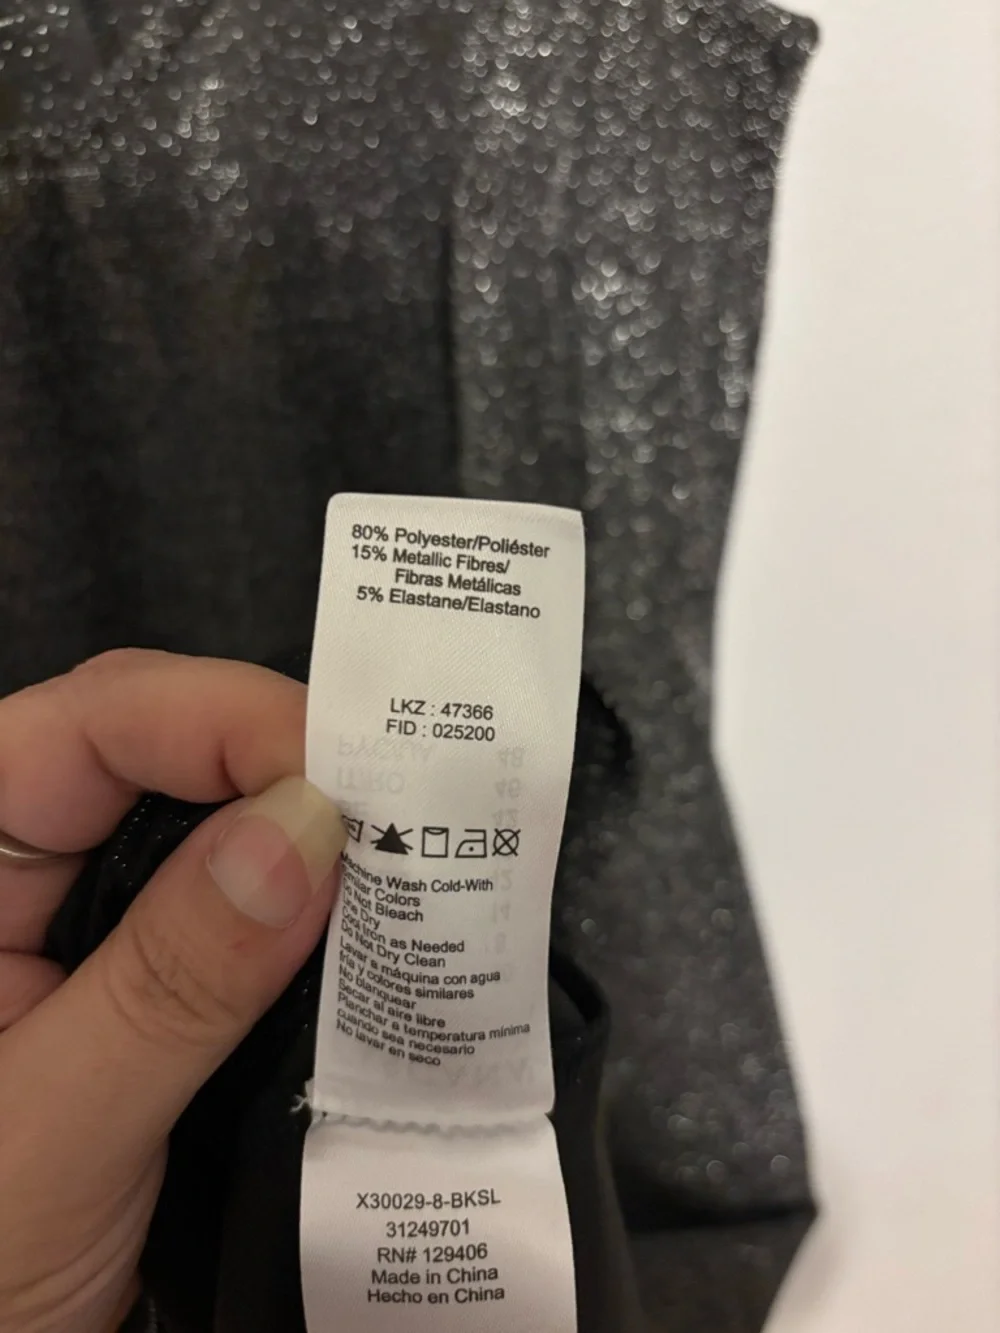 80% Polyester/Poliéster
15% Metallic Fibres/
Fibras Metálicas
5% Elastane/Elastano
LKZ : 47366
FID : 025200
Machine Wash Cold-With
Similar Colors
Do Not Bleach
Line Dry
Cool Iron as Needed
Do Not Dry Clean
Lavar a máquina con agua
fría y colores similares
No blanquear
Secar al aire libre
Planchar a temperatura mínima
cuando sea necesario
No lavar en seco
X30029-8-BKSL
31249701
RN# 129406
Made in China
Hecho en China